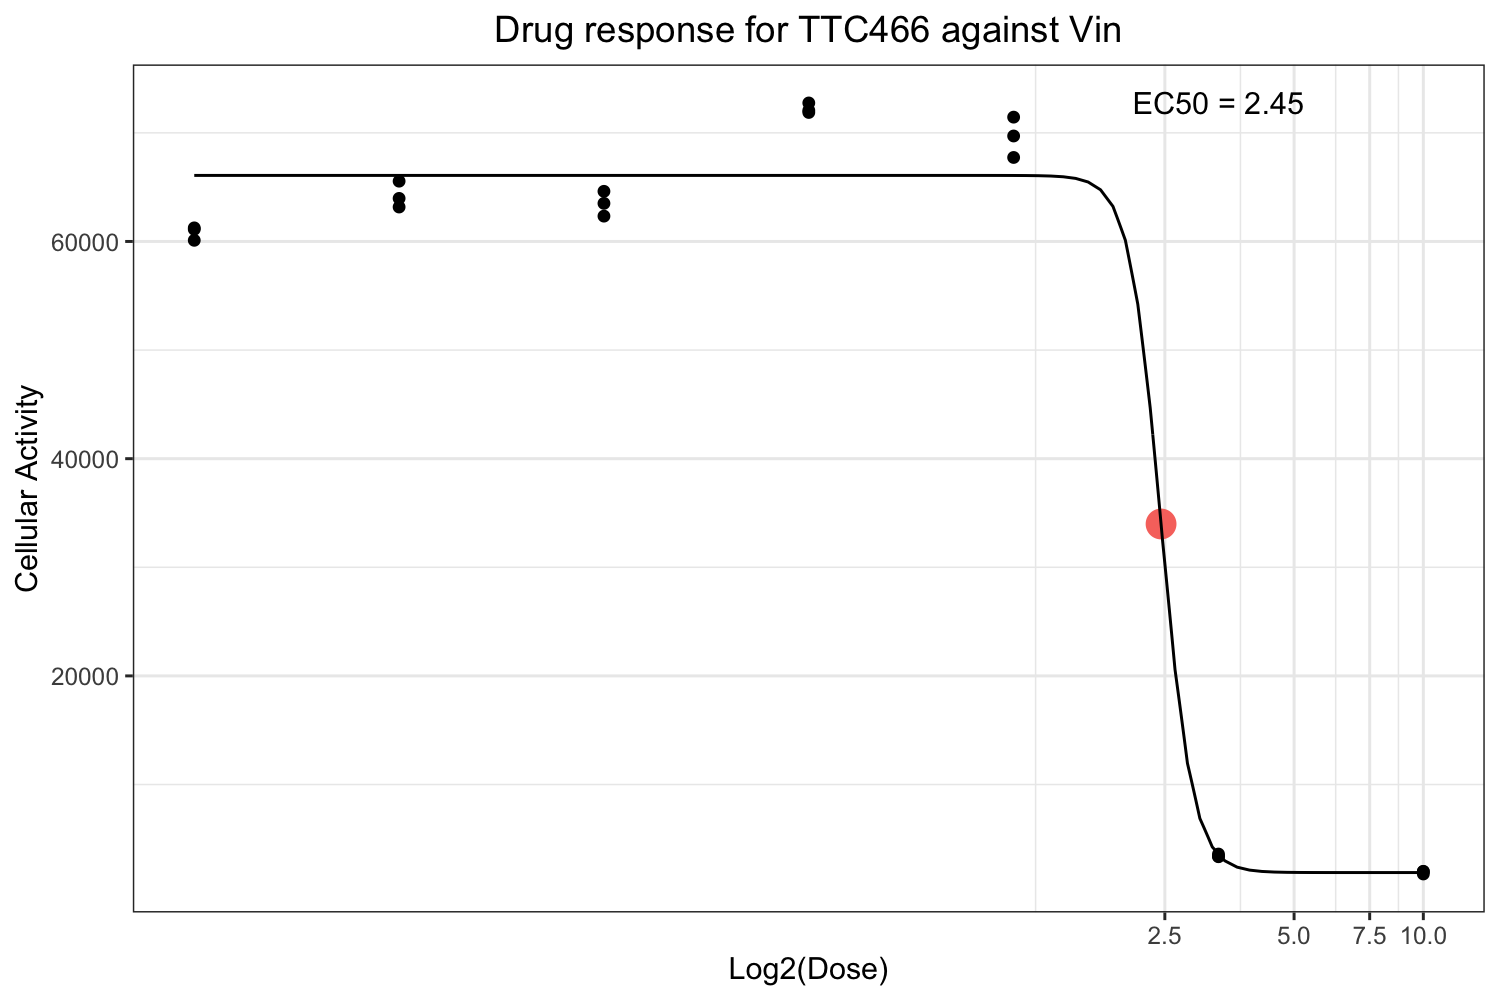 Drug response for TTC466 against Vin
EC50 = 2.45
60000
40000
20000
Cellular Activity
2.5 5.0 7.5 10.0
Log2(Dose)